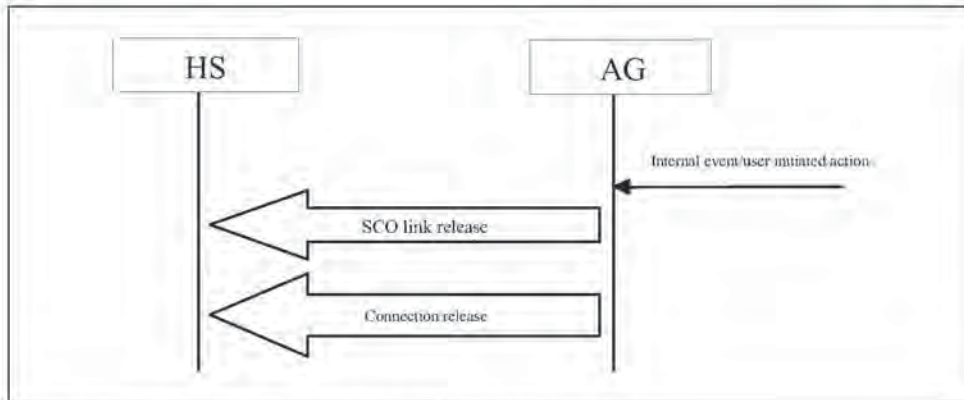 HS
AG
Internal event/user initiated action
SCO link release
Connection release